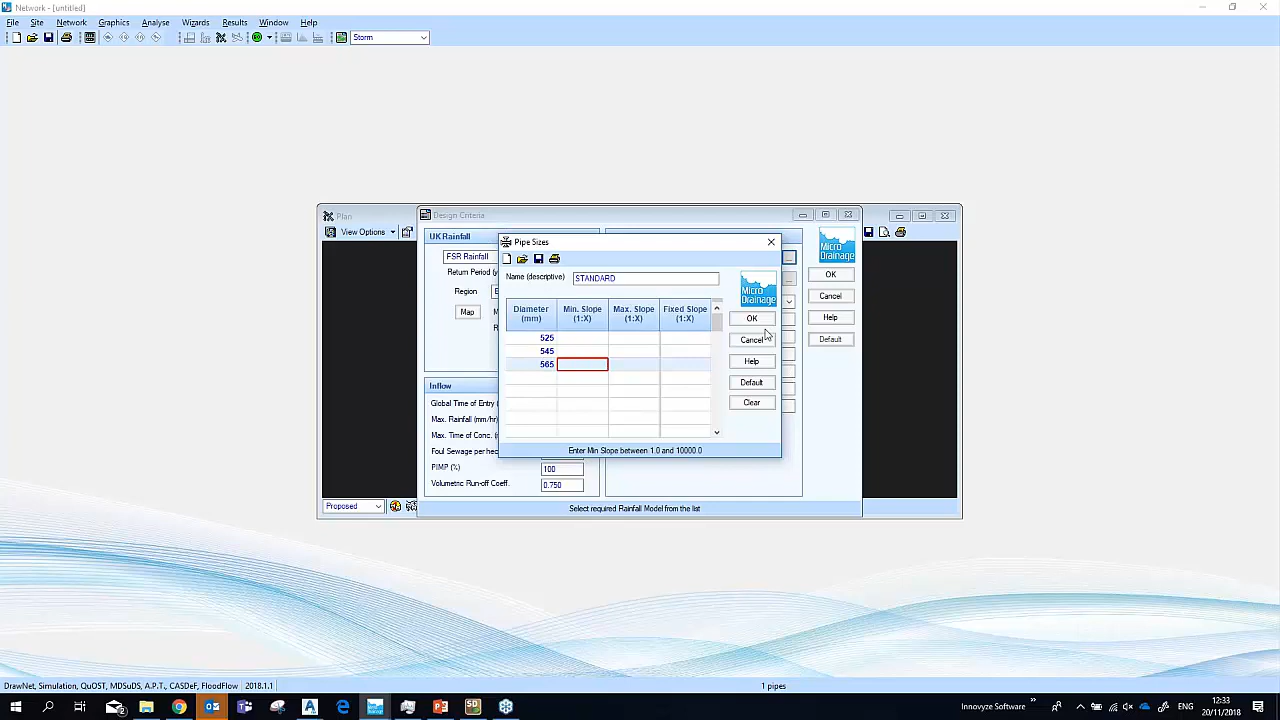 Network - [untitled]
File Site Network Graphics Analyse Wizards Results Window Help
Storm
Plan
View Options
Design Criteria
UK Rainfall
FSR Rainfall
Return Period
Region
Map
Inflow
Global Time of Entry
Max. Rainfall (mm/hr)
Max. Time of Conc.
Foul Sewage per hec
PIMP (%) 100
Volumetric Run-off Coeff. 0.750
Select required Rainfall Model from the list
Micro
Drainage
OK
Cancel
Help
Default
Pipe Sizes
Name (descriptive) STANDARD
Diameter (mm) Min. Slope (1:X) Max. Slope (1:X) Fixed Slope (1:X)
525
545
565
Micro
Drainage
OK
Cancel
Help
Default
Clear
Enter Min Slope between 1.0 and 10000.0
Proposed
DrawNet, Simulation, QuOST, MDSuDS, A.P.T., CASDeF, FloodFlow 2018.1.1 1 pipes
Innovyze Software
ENG
12:33
20/11/2018